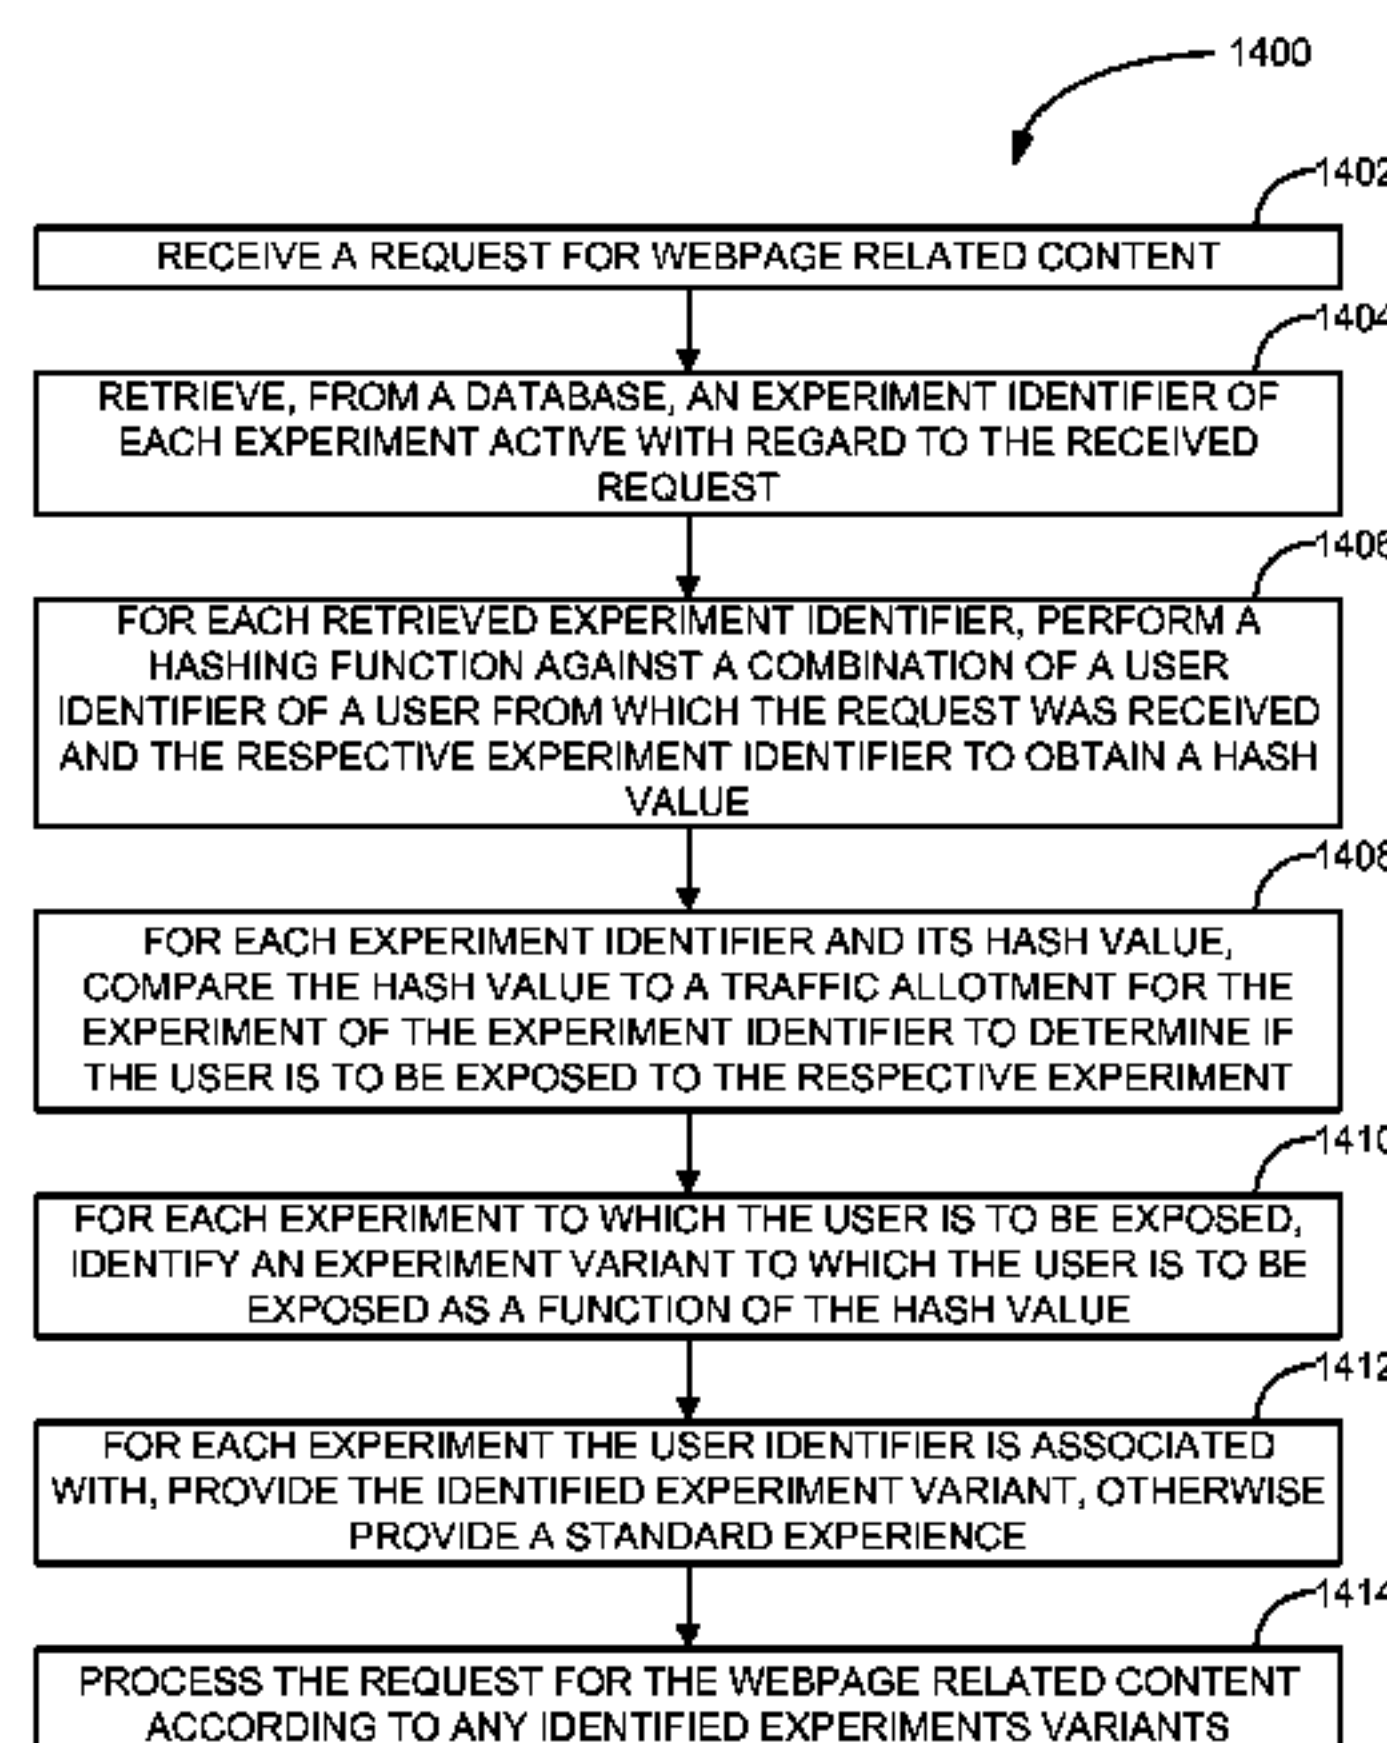 1400
1402
RECEIVE A REQUEST FOR WEBPAGE RELATED CONTENT
1404
RETRIEVE, FROM A DATABASE, AN EXPERIMENT IDENTIFIER OF
EACH EXPERIMENT ACTIVE WITH REGARD TO THE RECEIVED
REQUEST
1406
FOR EACH RETRIEVED EXPERIMENT IDENTIFIER, PERFORM A
HASHING FUNCTION AGAINST A COMBINATION OF A USER
IDENTIFIER OF A USER FROM WHICH THE REQUEST WAS RECEIVED
AND THE RESPECTIVE EXPERIMENT IDENTIFIER TO OBTAIN A HASH
VALUE
1408
FOR EACH EXPERIMENT IDENTIFIER AND ITS HASH VALUE,
COMPARE THE HASH VALUE TO A TRAFFIC ALLOTMENT FOR THE
EXPERIMENT OF THE EXPERIMENT IDENTIFIER TO DETERMINE IF
THE USER IS TO BE EXPOSED TO THE RESPECTIVE EXPERIMENT
1410
FOR EACH EXPERIMENT TO WHICH THE USER IS TO BE EXPOSED,
IDENTIFY AN EXPERIMENT VARIANT TO WHICH THE USER IS TO BE
EXPOSED AS A FUNCTION OF THE HASH VALUE
1412
FOR EACH EXPERIMENT THE USER IDENTIFIER IS ASSOCIATED
WITH, PROVIDE THE IDENTIFIED EXPERIMENT VARIANT, OTHERWISE
PROVIDE A STANDARD EXPERIENCE
1414
PROCESS THE REQUEST FOR THE WEBPAGE RELATED CONTENT
ACCORDING TO ANY IDENTIFIED EXPERIMENTS VARIANTS